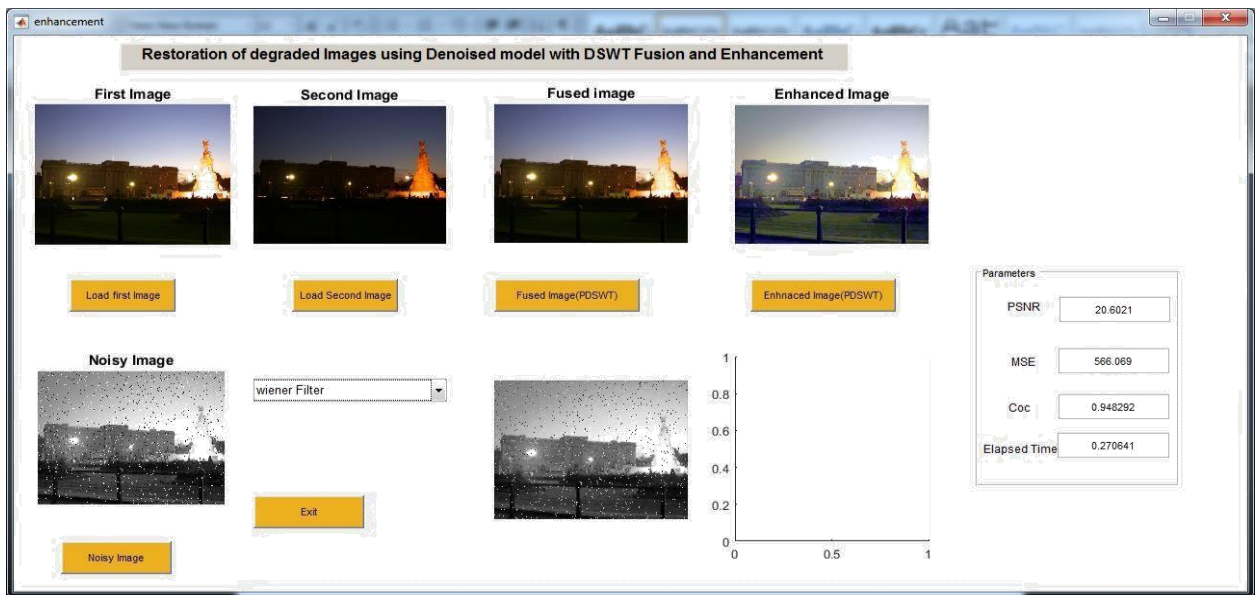 enhancement
Restoration of degraded Images using Denoised model with DSWT Fusion and Enhancement
First Image
Second Image
Fused image
Enhanced Image
Load first Image
Load Second Image
Fused Image(PDSWT)
Enhnaced Image(PDSWT)
Parameters
PSNR 20.6021
MSE 566.069
Coc 0.948292
Elapsed Time 0.270641
Noisy Image
wiener Filter
Exit
Noisy Image
1
0.8
0.6
0.4
0.2
0
0 0.5 1